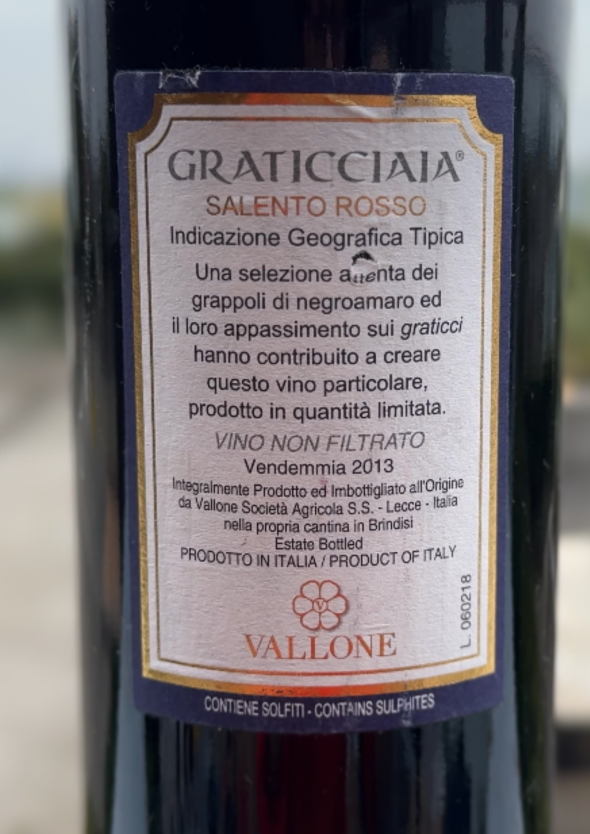 GRATICCIAIA®
SALENTO ROSSO
Indicazione Geografica Tipica
Una selezione attenta dei
grappoli di negroamaro ed
il loro appassimento sui graticci
hanno contribuito a creare
questo vino particolare,
prodotto in quantità limitata.
VINO NON FILTRATO
Vendemmia 2013
Integralmente Prodotto ed Imbottigliato all'Origine
da Vallone Società Agricola S.S. - Lecce - Italia
nella propria cantina in Brindisi
Estate Bottled
PRODOTTO IN ITALIA / PRODUCT OF ITALY
V
VALLONE
L. 060218
CONTIENE SOLFITI - CONTAINS SULPHITES